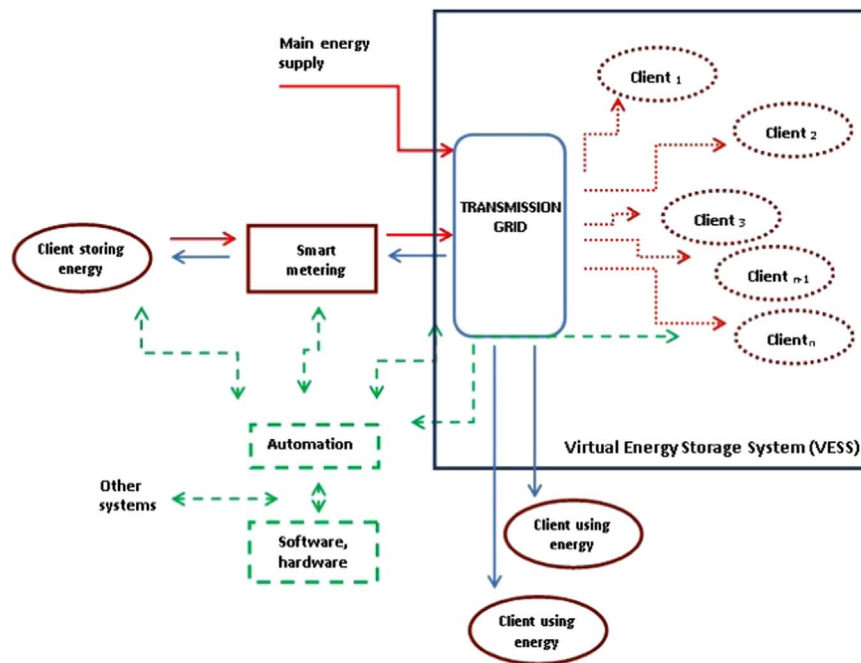 Main energy
supply
Client 1
Client 2
TRANSMISSION
GRID
Client 3
Client storing
energy
Smart
metering
Client n-1
Client n
Automation
Virtual Energy Storage System (VESS)
Other
systems
Software,
hardware
Client using
energy
Client using
energy